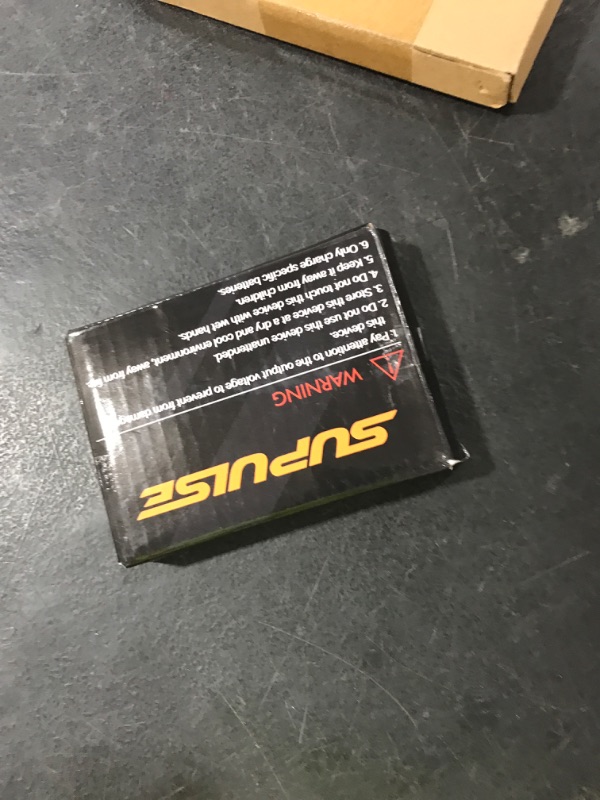 SUPULSE
WARNING
1. Pay attention to the output voltage to prevent from
this device.
2. Do not use this device unattended.
3. Store this device at a dry and cool environment, away from
4. Do not touch this device with wet hands.
5. Keep it away from children.
6. Only charge specific batteries.